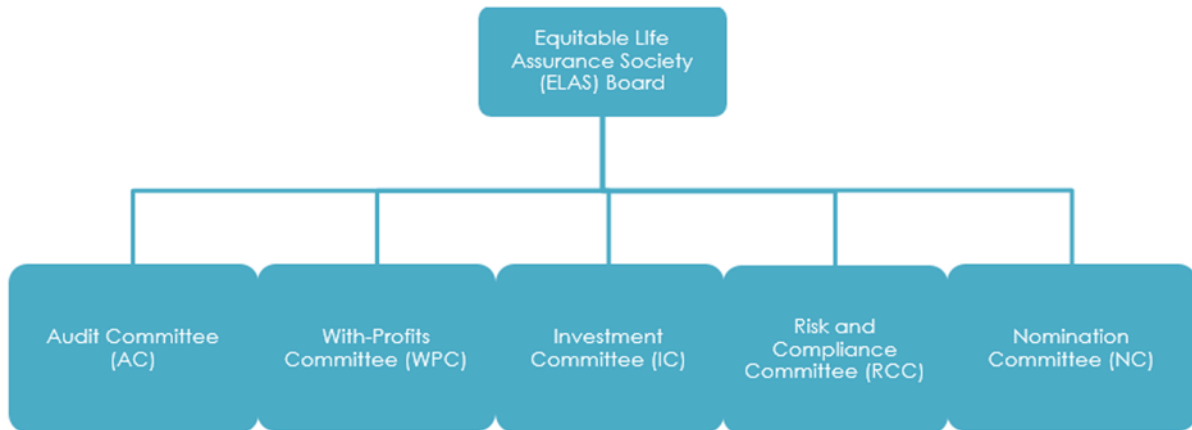 Equitable LIfe
Assurance Society
(ELAS) Board
Audit Committee
(AC)
With-Profits
Committee (WPC)
Investment
Committee (IC)
Risk and
Compliance
Committee (RCC)
Nomination
Committee (NC)